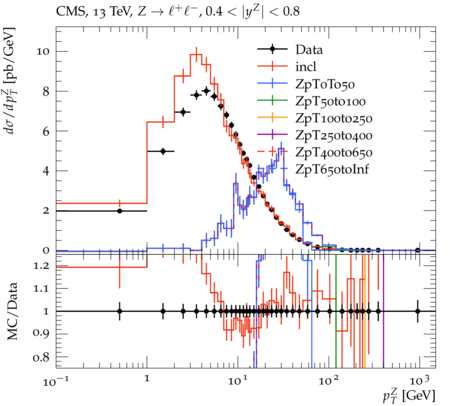 CMS, 13 TeV, Z → ℓ⁺ℓ⁻, 0.4 < |y^Z| < 0.8
dσ/dp_T^Z [pb/GeV]
10
8
6
4
2
0
Data
incl
ZpT0To50
ZpT50to100
ZpT100to250
ZpT250to400
ZpT400to650
ZpT650toInf
MC/Data
1.2
1.1
1
0.9
0.8
10⁻¹
1
10¹
10²
10³
p_T^Z [GeV]